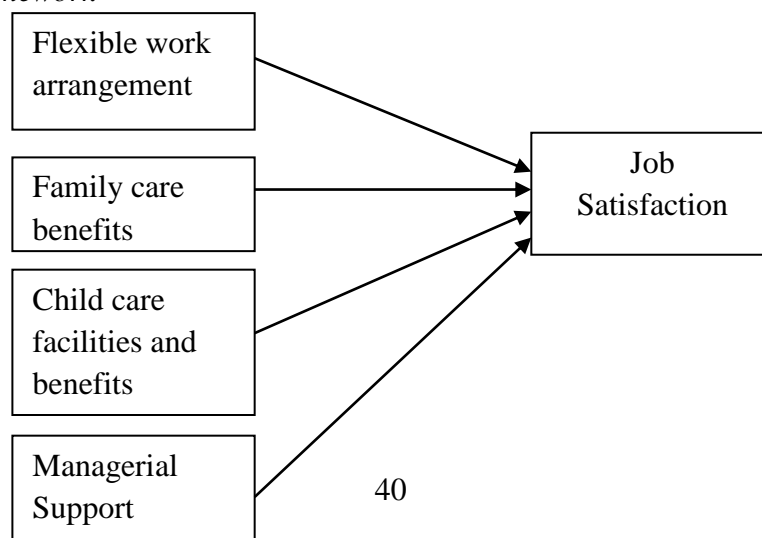 Flexible work
arrangement
Family care
benefits
Child care
facilities and
benefits
Managerial
Support
Job
Satisfaction
40